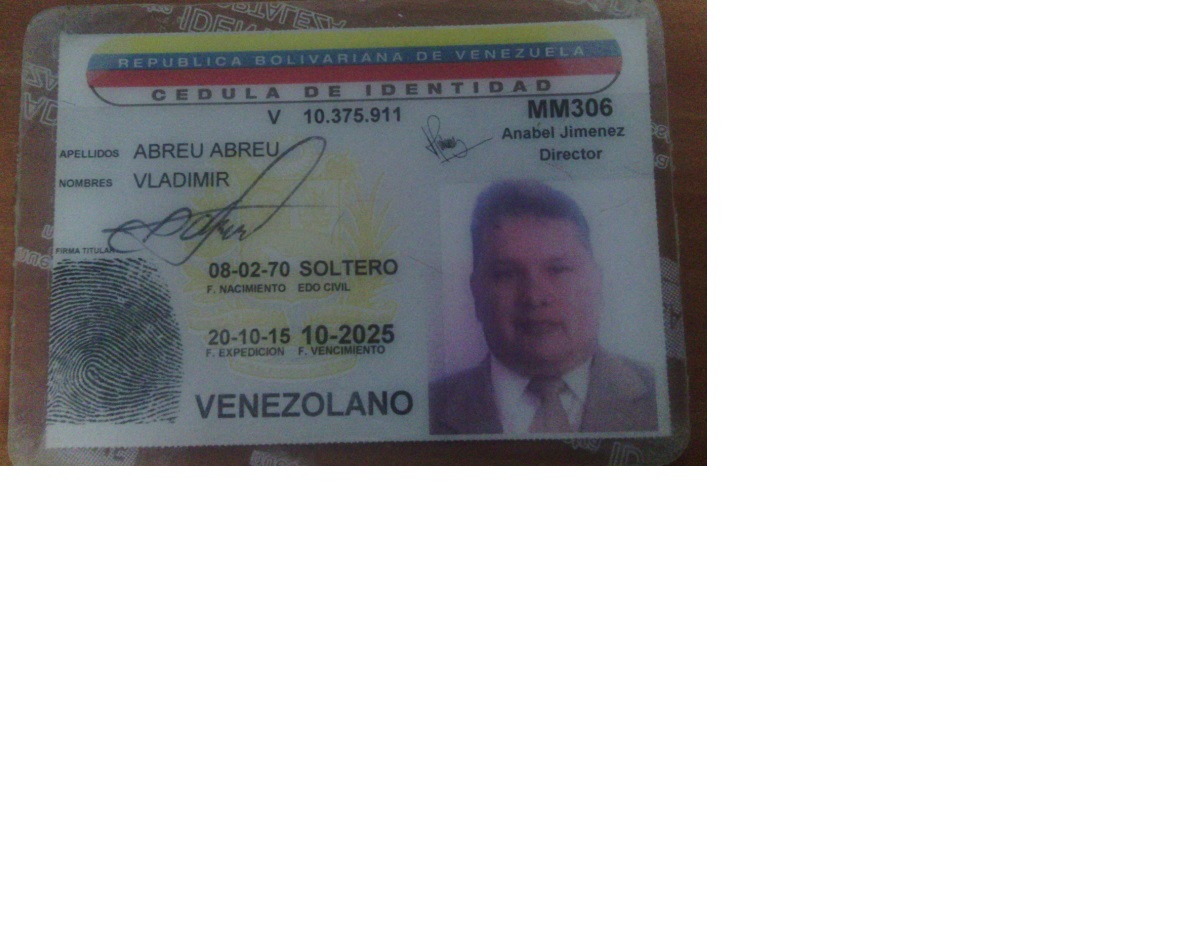 REPUBLICA BOLIVARIANA DE VENEZUELA
CEDULA DE IDENTIDAD
V 10.375.911
MM306
Anabel Jimenez
Director
APELLIDOS ABREU ABREU
NOMBRES VLADIMIR
FIRMA TITULAR
08-02-70 SOLTERO
F. NACIMIENTO EDO CIVIL
20-10-15 10-2025
F. EXPEDICION F. VENCIMIENTO
VENEZOLANO